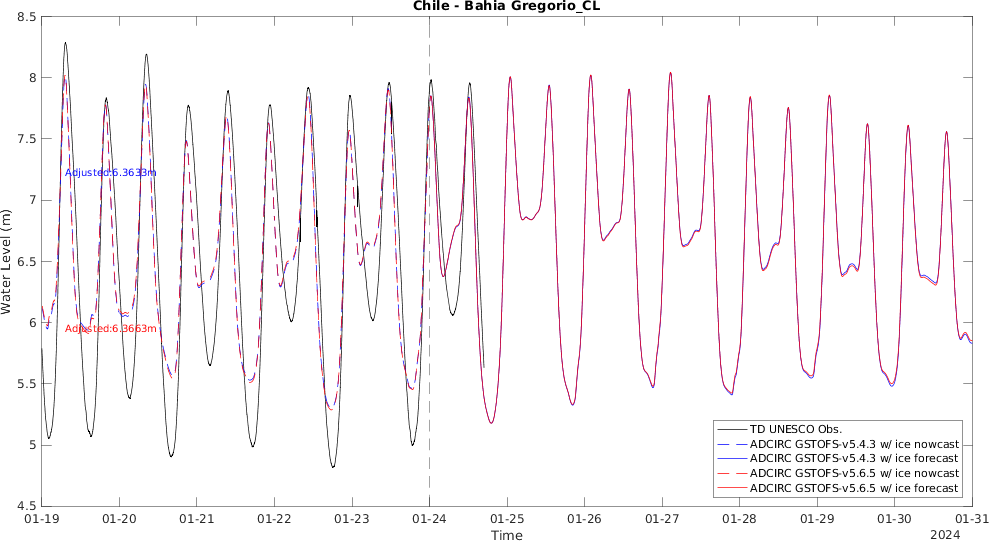 Chile - Bahia Gregorio_CL
Water Level (m)
8.5
8
7.5
7
6.5
6
5.5
5
4.5
Adjusted:6.3633m
Adjusted:6.3663m
TD UNESCO Obs.
ADCIRC GSTOFS-v5.4.3 w/ ice nowcast
ADCIRC GSTOFS-v5.4.3 w/ ice forecast
ADCIRC GSTOFS-v5.6.5 w/ ice nowcast
ADCIRC GSTOFS-v5.6.5 w/ ice forecast
01-19 01-20 01-21 01-22 01-23 01-24 01-25 01-26 01-27 01-28 01-29 01-30 01-31
Time
2024